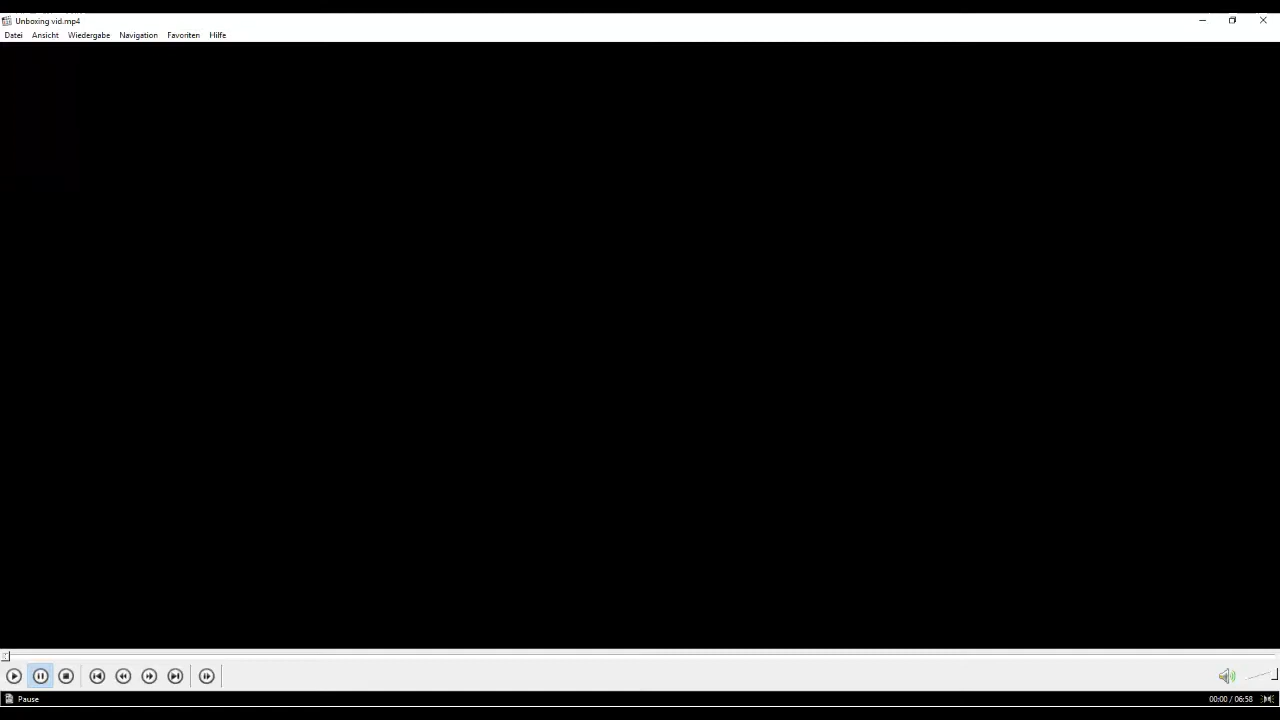 Unboxing vid.mp4
Datei Ansicht Wiedergabe Navigation Favoriten Hilfe
Pause 00:00 / 06:58